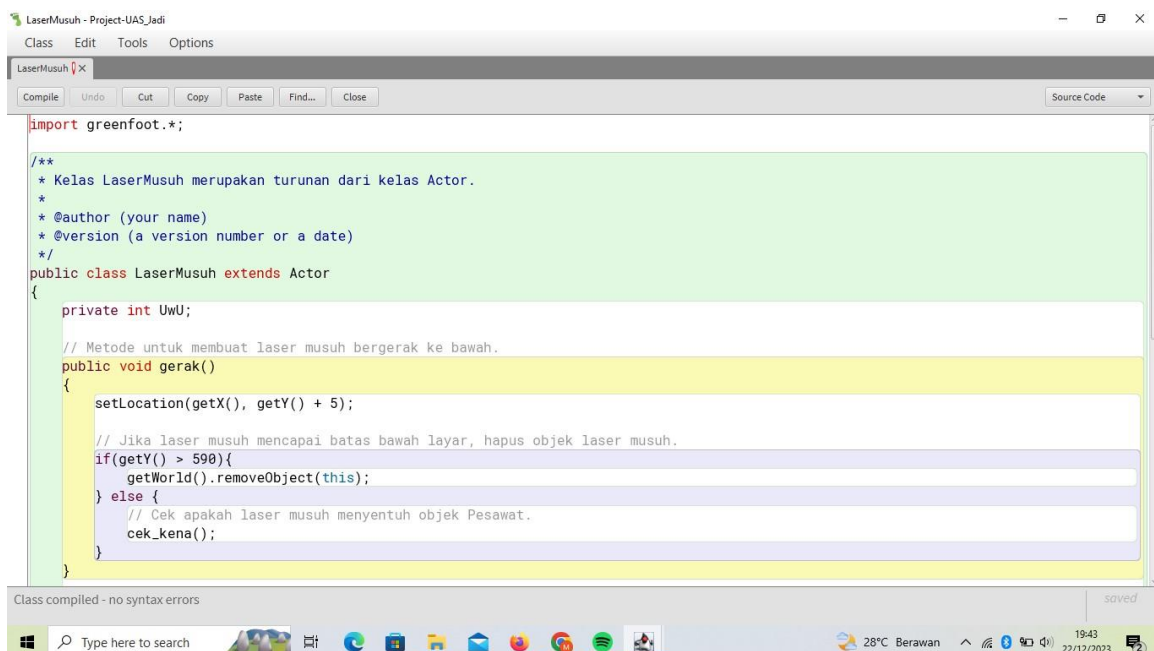 LaserMusuh - Project-UAS_Jadi
Class Edit Tools Options
LaserMusuh X
Compile Undo Cut Copy Paste Find... Close Source Code
import greenfoot.*;
/**
 * Kelas LaserMusuh merupakan turunan dari kelas Actor.
 *
 * @author (your name)
 * @version (a version number or a date)
 */
public class LaserMusuh extends Actor
{
    private int UwU;
    // Metode untuk membuat laser musuh bergerak ke bawah.
    public void gerak()
    {
        setLocation(getX(), getY() + 5);
        // Jika laser musuh mencapai batas bawah layar, hapus objek laser musuh.
        if(getY() > 590){
            getWorld().removeObject(this);
        } else {
            // Cek apakah laser musuh menyentuh objek Pesawat.
            cek_kena();
        }
    }
Class compiled - no syntax errors saved
Type here to search 28°C Berawan 19:43
22/12/2023